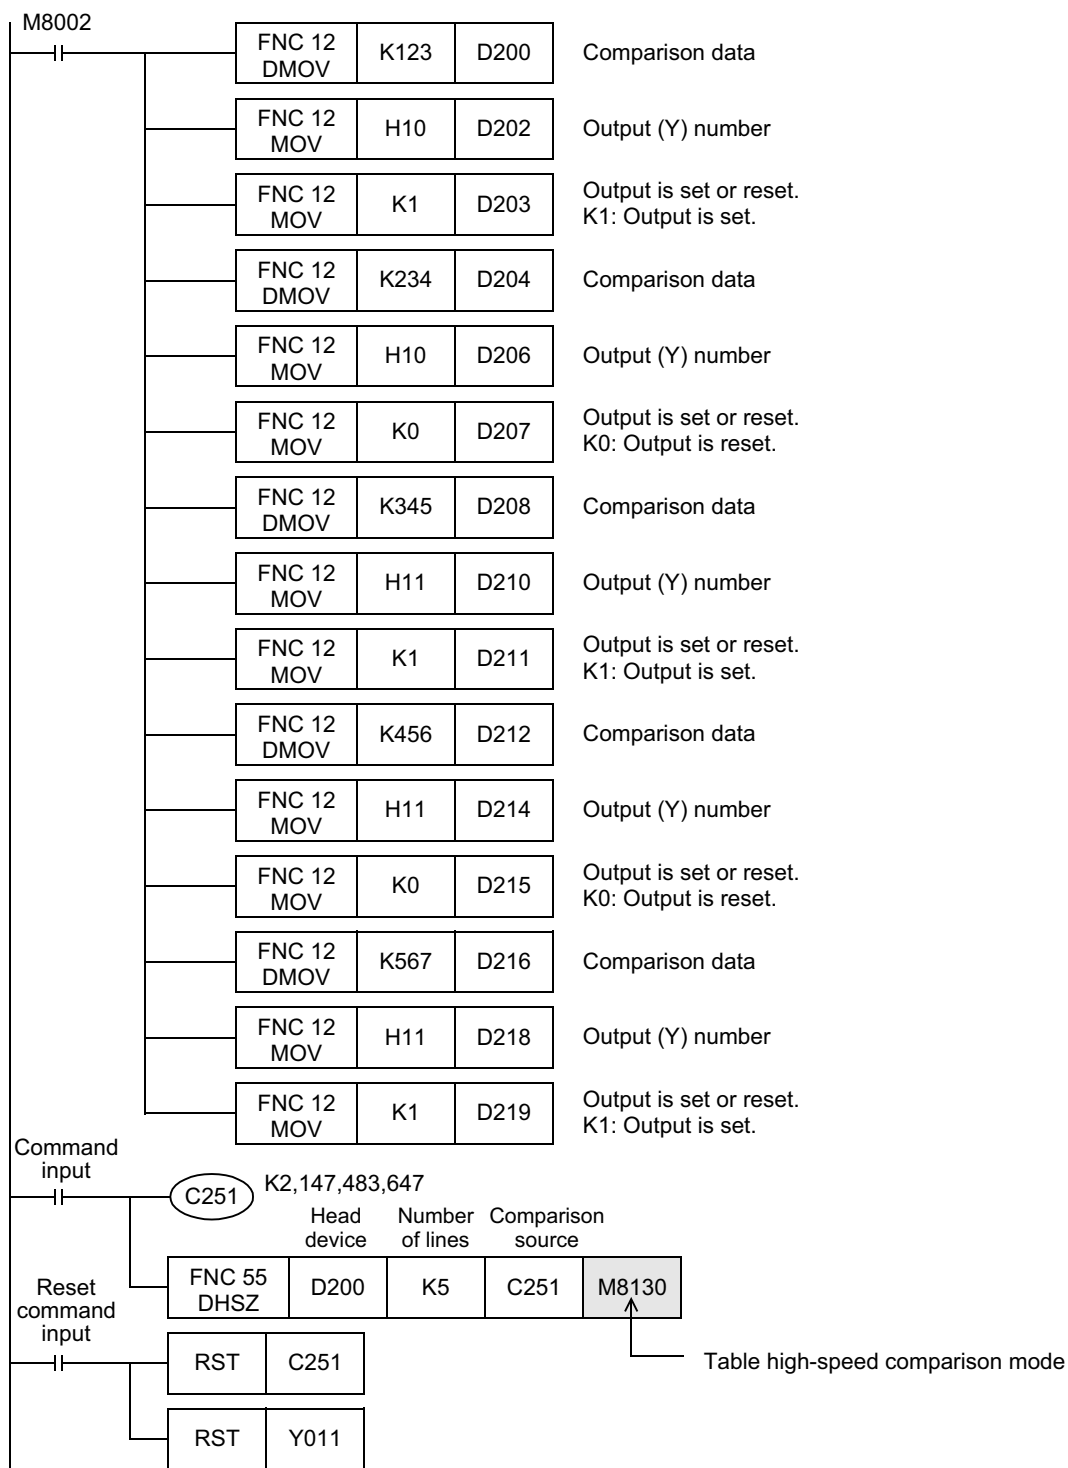 M8002
FNC 12 DMOV K123 D200 Comparison data
FNC 12 MOV H10 D202 Output (Y) number
FNC 12 MOV K1 D203 Output is set or reset.
K1: Output is set.
FNC 12 DMOV K234 D204 Comparison data
FNC 12 MOV H10 D206 Output (Y) number
FNC 12 MOV K0 D207 Output is set or reset.
K0: Output is reset.
FNC 12 DMOV K345 D208 Comparison data
FNC 12 MOV H11 D210 Output (Y) number
FNC 12 MOV K1 D211 Output is set or reset.
K1: Output is set.
FNC 12 DMOV K456 D212 Comparison data
FNC 12 MOV H11 D214 Output (Y) number
FNC 12 MOV K0 D215 Output is set or reset.
K0: Output is reset.
FNC 12 DMOV K567 D216 Comparison data
FNC 12 MOV H11 D218 Output (Y) number
FNC 12 MOV K1 D219 Output is set or reset.
K1: Output is set.
Command
input
C251 K2,147,483,647
Head device
Number of lines
Comparison source
FNC 55 DHSZ D200 K5 C251 M8130
Reset
command
input
Table high-speed comparison mode
RST C251
RST Y011